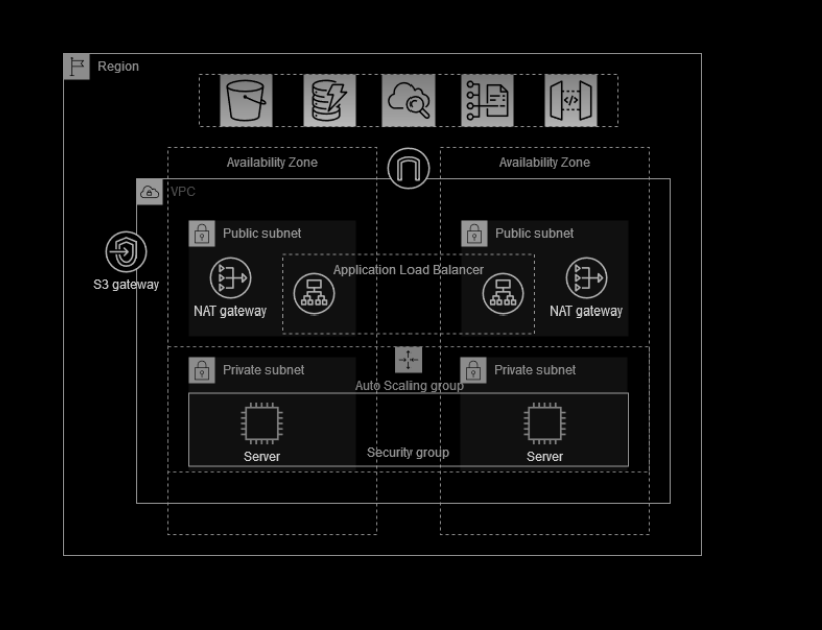 Region
Availability Zone
Availability Zone
VPC
Public subnet
Public subnet
Application Load Balancer
S3 gateway
NAT gateway
NAT gateway
Private subnet
Private subnet
Auto Scaling group
Security group
Server
Server